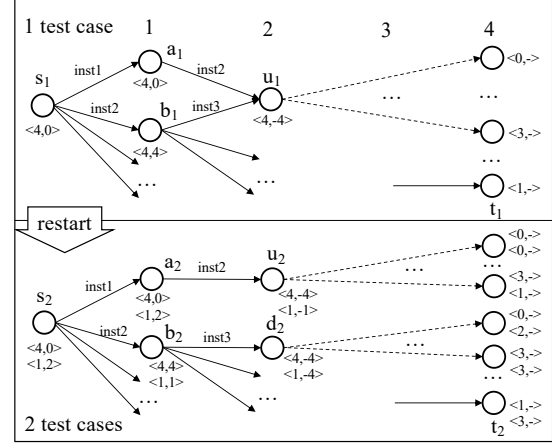 1 test case 1 2 3 4
a₁
<0,->
inst1 inst2
s₁ <4,0> u₁ ... ...
inst2 b₁ inst3
<4,0> <4,-4> <3,->
<4,4>
...
... ... <1,->
t₁
restart
<0,->
<0,->
a₂ u₂ ... ...
inst1 inst2 <3,->
<4,0> <4,-4> <1,->
s₂ <1,2> <1,-1>
inst2 b₂ inst3 d₂ <0,->
<2,->
<4,0> ...
<1,2> <4,4> <4,-4> <3,->
<1,1> <1,-4> <3,->
... ... ...
<1,->
2 test cases t₂ <3,->